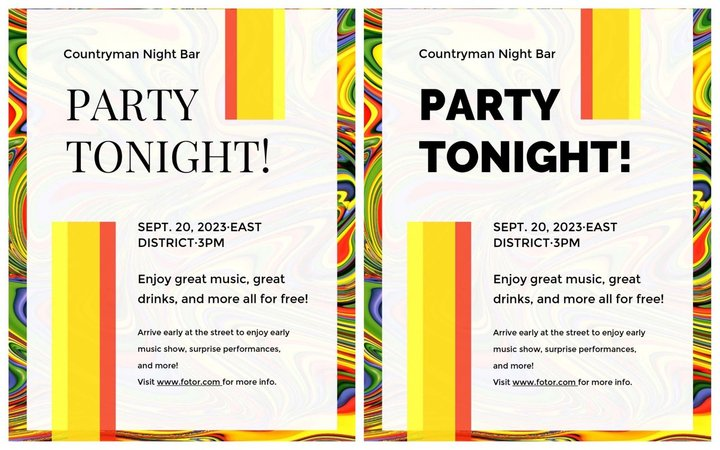 Countryman Night Bar
PARTY
TONIGHT!
SEPT. 20, 2023·EAST
DISTRICT·3PM
Enjoy great music, great
drinks, and more all for free!
Arrive early at the street to enjoy early
music show, surprise performances,
and more!
Visit www.fotor.com for more info.
Countryman Night Bar
PARTY
TONIGHT!
SEPT. 20, 2023·EAST
DISTRICT·3PM
Enjoy great music, great
drinks, and more all for free!
Arrive early at the street to enjoy early
music show, surprise performances,
and more!
Visit www.fotor.com for more info.